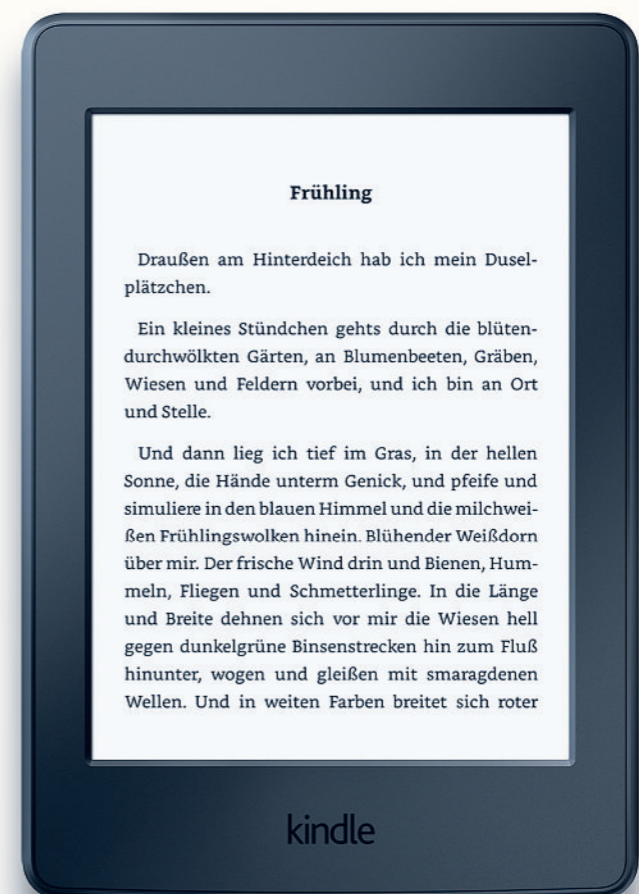 Frühling
Draußen am Hinterdeich hab ich mein Dusel-
plätzchen.
Ein kleines Stündchen gehts durch die blüten-
durchwölkten Gärten, an Blumenbeeten, Gräben,
Wiesen und Feldern vorbei, und ich bin an Ort
und Stelle.
Und dann lieg ich tief im Gras, in der hellen
Sonne, die Hände unterm Genick, und pfeife und
simuliere in den blauen Himmel und die milchwei-
ßen Frühlingswolken hinein. Blühender Weißdorn
über mir. Der frische Wind drin und Bienen, Hum-
meln, Fliegen und Schmetterlinge. In die Länge
und Breite dehnen sich vor mir die Wiesen hell
gegen dunkelgrüne Binsenstrecken hin zum Fluß
hinunter, wogen und gleißen mit smaragdenen
Wellen. Und in weiten Farben breitet sich roter
kindle